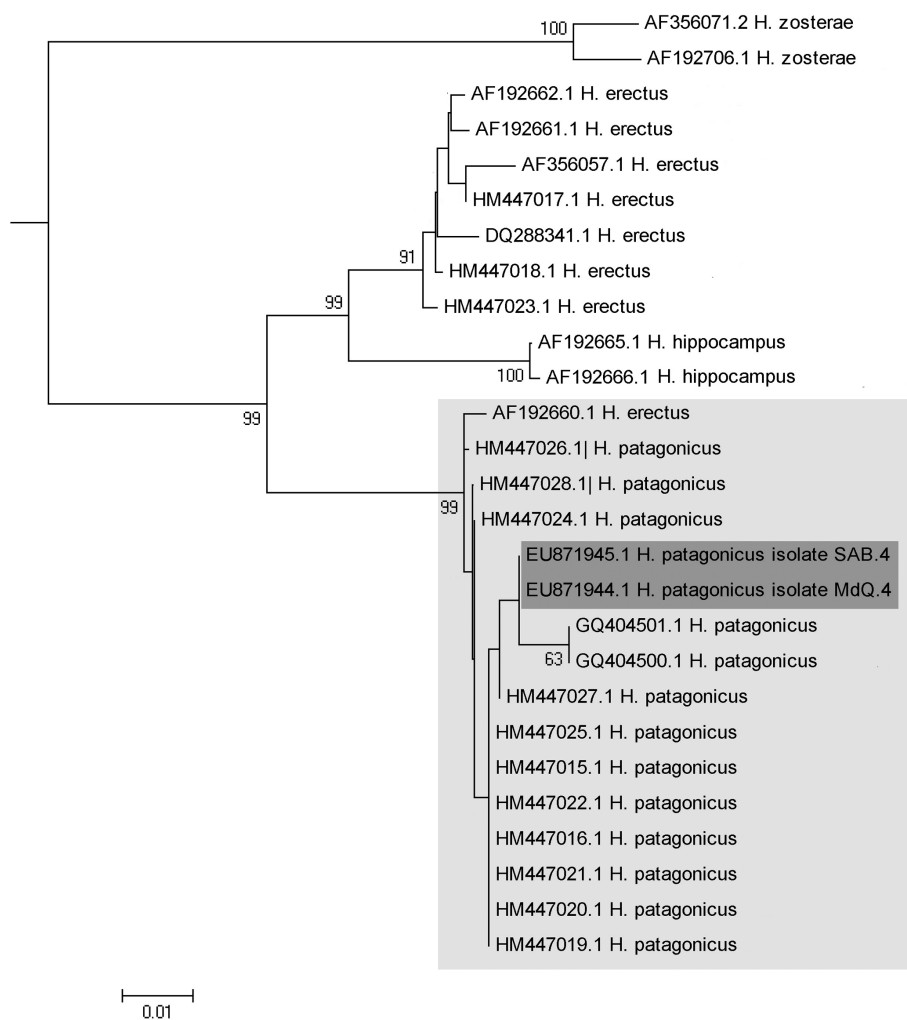 100
AF356071.2 H. zosterae
AF192706.1 H. zosterae
AF192662.1 H. erectus
AF192661.1 H. erectus
AF356057.1 H. erectus
HM447017.1 H. erectus
DQ288341.1 H. erectus
91
HM447018.1 H. erectus
99
HM447023.1 H. erectus
AF192665.1 H. hippocampus
100
AF192666.1 H. hippocampus
99
AF192660.1 H. erectus
HM447026.1| H. patagonicus
HM447028.1| H. patagonicus
99
HM447024.1 H. patagonicus
EU871945.1 H. patagonicus isolate SAB.4
EU871944.1 H. patagonicus isolate MdQ.4
GQ404501.1 H. patagonicus
63
GQ404500.1 H. patagonicus
HM447027.1 H. patagonicus
HM447025.1 H. patagonicus
HM447015.1 H. patagonicus
HM447022.1 H. patagonicus
HM447016.1 H. patagonicus
HM447021.1 H. patagonicus
HM447020.1 H. patagonicus
HM447019.1 H. patagonicus
0.01